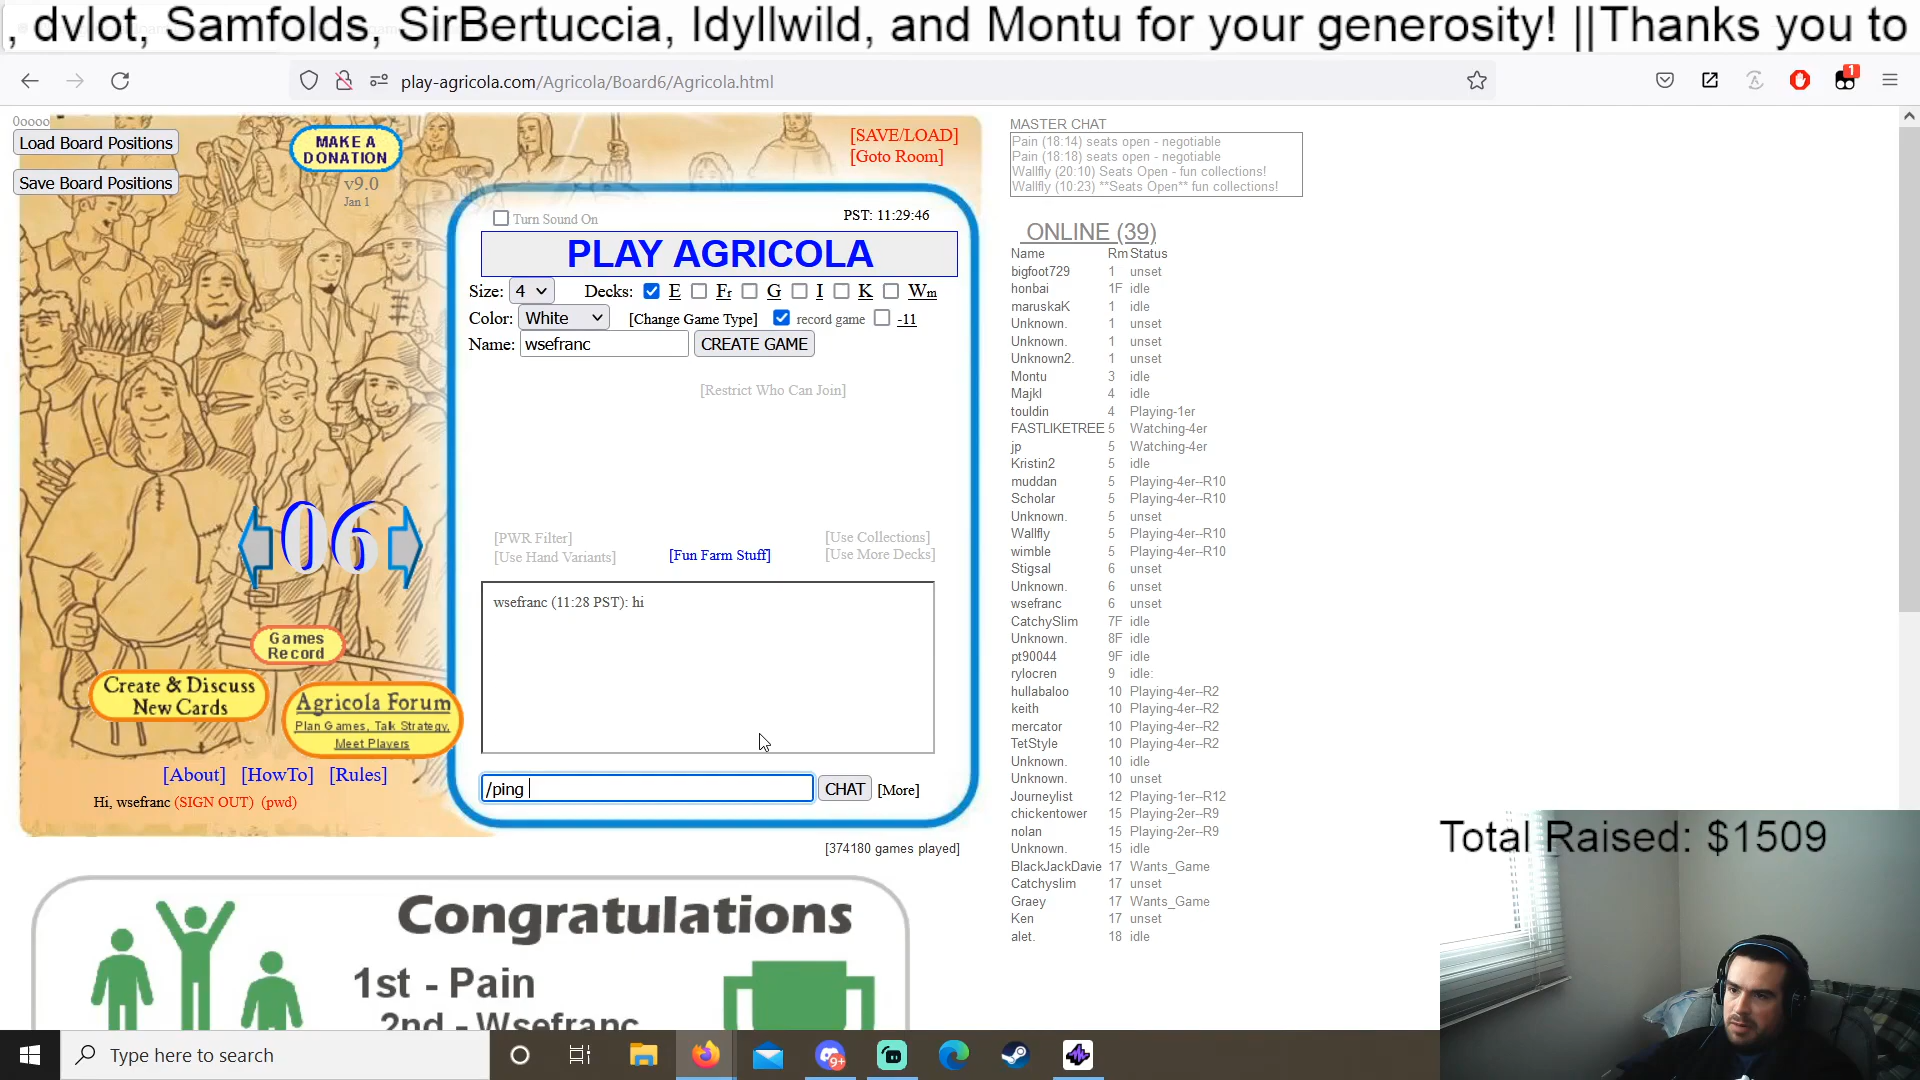 , dvlot, Samfolds, SirBertuccia, Idyllwild, and Montu for your generosity! ||Thanks you to
play-agricola.com/Agricola/Board6/Agricola.html
1
0oooo
Load Board Positions
Save Board Positions
MAKE A
DONATION
v9.0
Jan 1
[SAVE/LOAD]
[Goto Room]
Turn Sound On
PST: 11:29:46
PLAY AGRICOLA
Size: 4 Decks: E Fr G I K Wm
Color: White [Change Game Type] record game -11
Name: wsefranc CREATE GAME
[Restrict Who Can Join]
[PWR Filter]
[Use Hand Variants]
[Fun Farm Stuff]
[Use Collections]
[Use More Decks]
wsefranc (11:28 PST): hi
/ping
CHAT [More]
06
Games
Record
Create & Discuss
New Cards
Agricola Forum
Plan Games, Talk Strategy,
Meet Players
[About] [HowTo] [Rules]
Hi, wsefranc (SIGN OUT) (pwd)
[374180 games played]
Congratulations
1st - Pain
2nd - Wsefranc
MASTER CHAT
Pain (18:14) seats open - negotiable
Pain (18:18) seats open - negotiable
Wallfly (20:10) Seats Open - fun collections!
Wallfly (10:23) **Seats Open** fun collections!
ONLINE (39)
Name Rm Status
bigfoot729 1 unset
honbai 1F idle
maruskaK 1 idle
Unknown. 1 unset
Unknown. 1 unset
Unknown2. 1 unset
Montu 3 idle
Majkl 4 idle
touldin 4 Playing-1er
FASTLIKETREE 5 Watching-4er
jp 5 Watching-4er
Kristin2 5 idle
muddan 5 Playing-4er--R10
Scholar 5 Playing-4er--R10
Unknown. 5 unset
Wallfly 5 Playing-4er--R10
wimble 5 Playing-4er--R10
Stigsal 6 unset
Unknown. 6 unset
wsefranc 6 unset
CatchySlim 7F idle
Unknown. 8F idle
pt90044 9F idle
rylocren 9 idle:
hullabaloo 10 Playing-4er--R2
keith 10 Playing-4er--R2
mercator 10 Playing-4er--R2
TetStyle 10 Playing-4er--R2
Unknown. 10 idle
Unknown. 10 unset
Journeylist 12 Playing-1er--R12
chickentower 15 Playing-2er--R9
nolan 15 Playing-2er--R9
Unknown. 15 idle
BlackJackDavie 17 Wants_Game
Catchyslim 17 unset
Graey 17 Wants_Game
Ken 17 unset
alet. 18 idle
Total Raised: $1509
Type here to search
9+